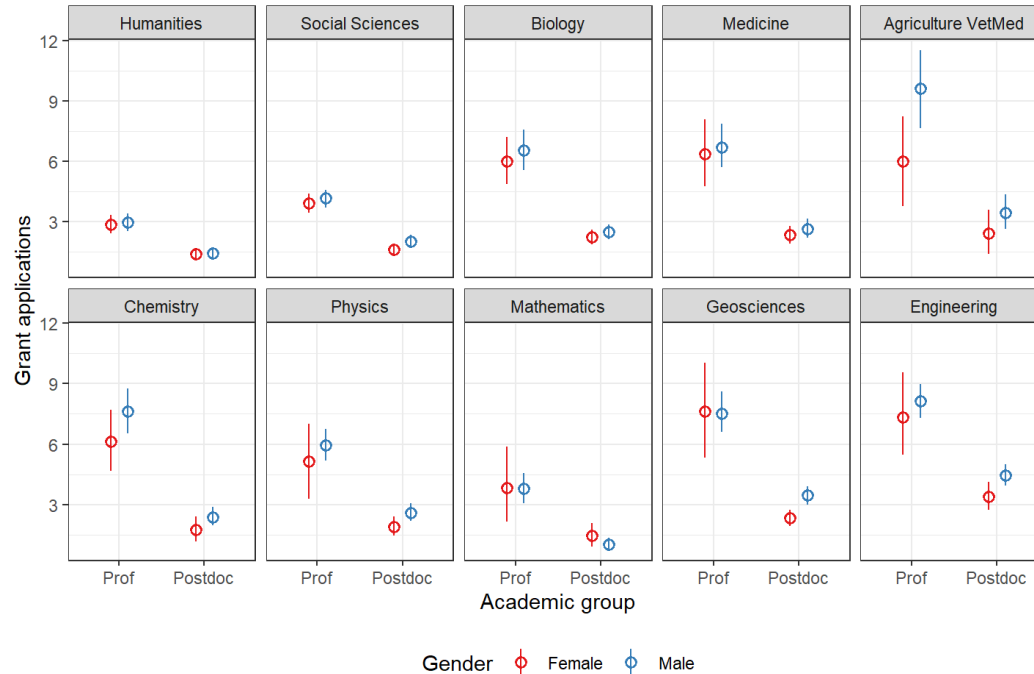 Humanities
Social Sciences
Biology
Medicine
Agriculture VetMed
12
9
6
3
Chemistry
Physics
Mathematics
Geosciences
Engineering
12
9
6
3
Grant applications
Prof
Postdoc
Prof
Postdoc
Prof
Postdoc
Prof
Postdoc
Prof
Postdoc
Academic group
Gender
Female
Male